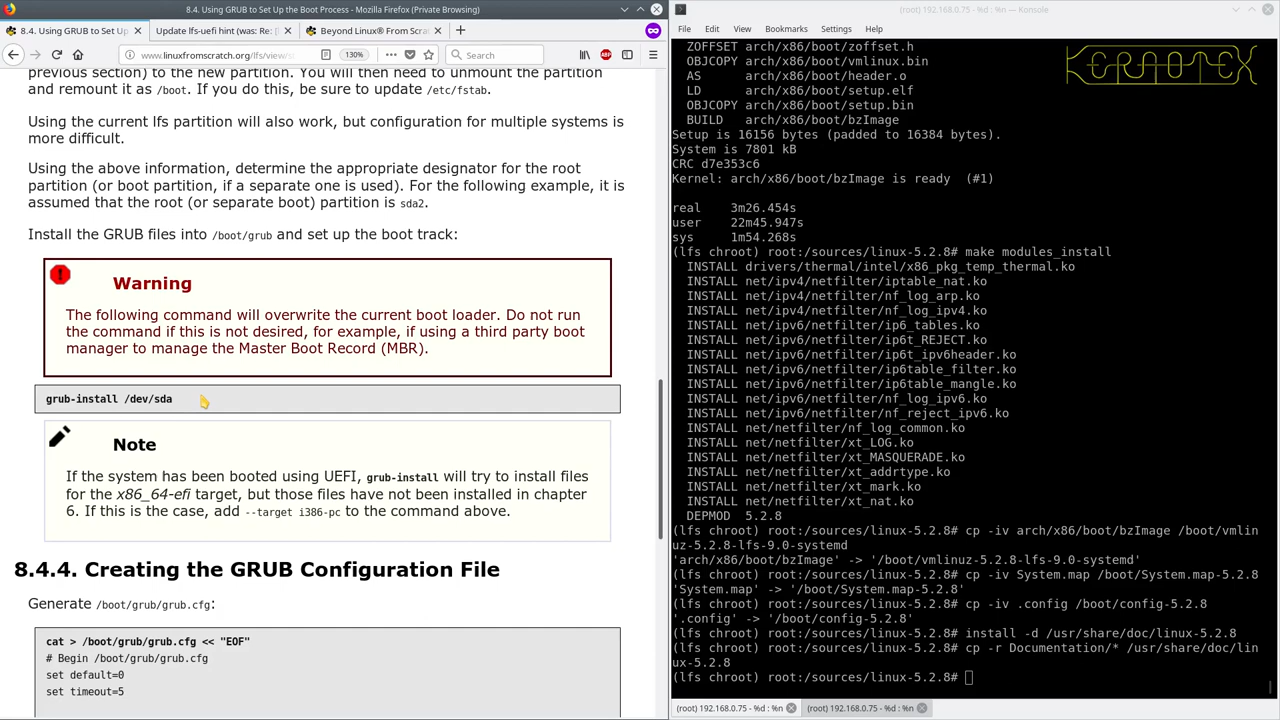 8.4. Using GRUB to Set Up the Boot Process - Mozilla Firefox (Private Browsing)
8.4. Using GRUB to Set Up
Update lfs-uefi hint (was: Re:
Beyond Linux® From Scra
www.linuxfromscratch.org/lfs/view/s
130%
Search
previous section) to the new partition. You will then need to unmount the partition
and remount it as /boot. If you do this, be sure to update /etc/fstab.
Using the current lfs partition will also work, but configuration for multiple systems is
more difficult.
Using the above information, determine the appropriate designator for the root
partition (or boot partition, if a separate one is used). For the following example, it is
assumed that the root (or separate boot) partition is sda2.
Install the GRUB files into /boot/grub and set up the boot track:
Warning
The following command will overwrite the current boot loader. Do not run
the command if this is not desired, for example, if using a third party boot
manager to manage the Master Boot Record (MBR).
grub-install /dev/sda
Note
If the system has been booted using UEFI, grub-install will try to install files
for the x86_64-efi target, but those files have not been installed in chapter
6. If this is the case, add --target i386-pc to the command above.
8.4.4. Creating the GRUB Configuration File
Generate /boot/grub/grub.cfg:
cat > /boot/grub/grub.cfg << "EOF"
# Begin /boot/grub/grub.cfg
set default=0
set timeout=5
(root) 192.168.0.75 - %d : %n — Konsole
File Edit View Bookmarks Settings Help
KERNOTEX
ZOFFSET arch/x86/boot/zoffset.h
OBJCOPY arch/x86/boot/vmlinux.bin
AS arch/x86/boot/header.o
LD arch/x86/boot/setup.elf
OBJCOPY arch/x86/boot/setup.bin
BUILD arch/x86/boot/bzImage
Setup is 16156 bytes (padded to 16384 bytes).
System is 7801 kB
CRC d7e353c6
Kernel: arch/x86/boot/bzImage is ready (#1)
real 3m26.454s
user 22m45.947s
sys 1m54.268s
(lfs chroot) root:/sources/linux-5.2.8# make modules_install
INSTALL drivers/thermal/intel/x86_pkg_temp_thermal.ko
INSTALL net/ipv4/netfilter/iptable_nat.ko
INSTALL net/ipv4/netfilter/nf_log_arp.ko
INSTALL net/ipv4/netfilter/nf_log_ipv4.ko
INSTALL net/ipv6/netfilter/ip6_tables.ko
INSTALL net/ipv6/netfilter/ip6t_REJECT.ko
INSTALL net/ipv6/netfilter/ip6t_ipv6header.ko
INSTALL net/ipv6/netfilter/ip6table_filter.ko
INSTALL net/ipv6/netfilter/ip6table_mangle.ko
INSTALL net/ipv6/netfilter/nf_log_ipv6.ko
INSTALL net/ipv6/netfilter/nf_reject_ipv6.ko
INSTALL net/netfilter/nf_log_common.ko
INSTALL net/netfilter/xt_LOG.ko
INSTALL net/netfilter/xt_MASQUERADE.ko
INSTALL net/netfilter/xt_addrtype.ko
INSTALL net/netfilter/xt_mark.ko
INSTALL net/netfilter/xt_nat.ko
DEPMOD 5.2.8
(lfs chroot) root:/sources/linux-5.2.8# cp -iv arch/x86/boot/bzImage /boot/vmlin
uz-5.2.8-lfs-9.0-systemd
'arch/x86/boot/bzImage' -> '/boot/vmlinuz-5.2.8-lfs-9.0-systemd'
(lfs chroot) root:/sources/linux-5.2.8# cp -iv System.map /boot/System.map-5.2.8
'System.map' -> '/boot/System.map-5.2.8'
(lfs chroot) root:/sources/linux-5.2.8# cp -iv .config /boot/config-5.2.8
'.config' -> '/boot/config-5.2.8'
(lfs chroot) root:/sources/linux-5.2.8# install -d /usr/share/doc/linux-5.2.8
(lfs chroot) root:/sources/linux-5.2.8# cp -r Documentation/* /usr/share/doc/lin
ux-5.2.8
(lfs chroot) root:/sources/linux-5.2.8#
(root) 192.168.0.75 - %d : %n
(root) 192.168.0.75 - %d : %n